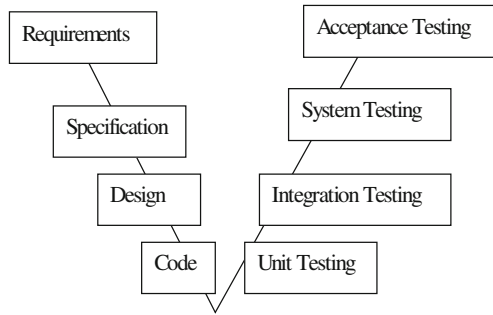 Requirements
Acceptance Testing
Specification
System Testing
Design
Integration Testing
Code
Unit Testing